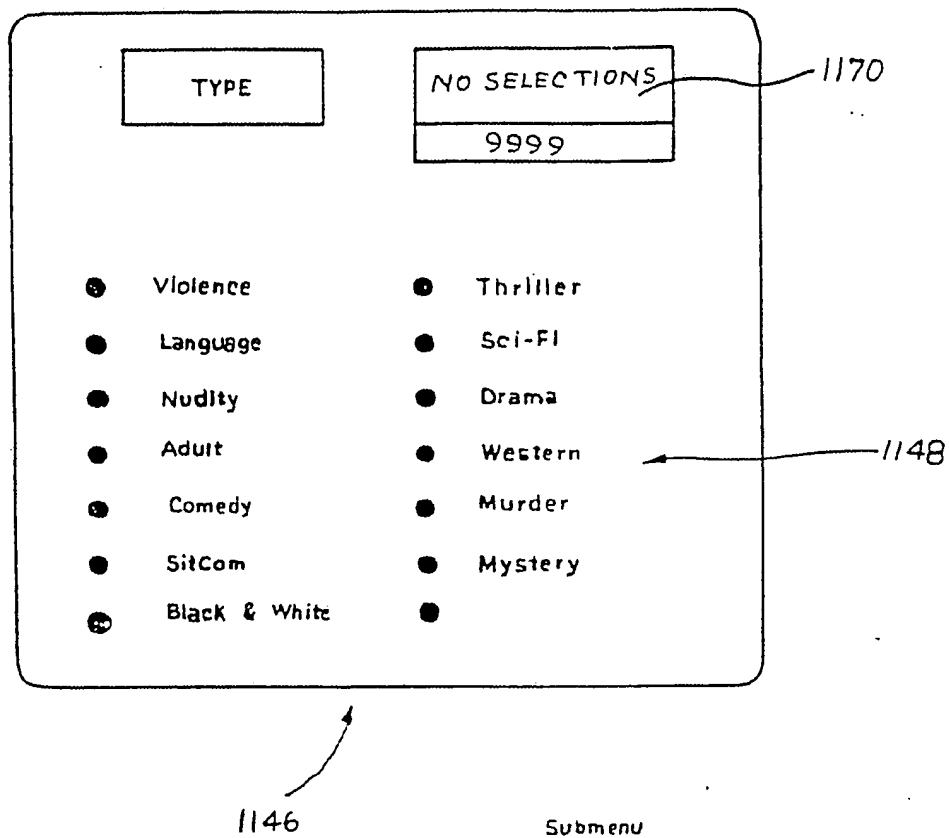 TYPE
NO SELECTIONS
1170
9999
Violence
Thriller
Language
Sci-Fi
Nudity
Drama
Adult
Western
1148
Comedy
Murder
SitCom
Mystery
Black & White
1146
Submenu